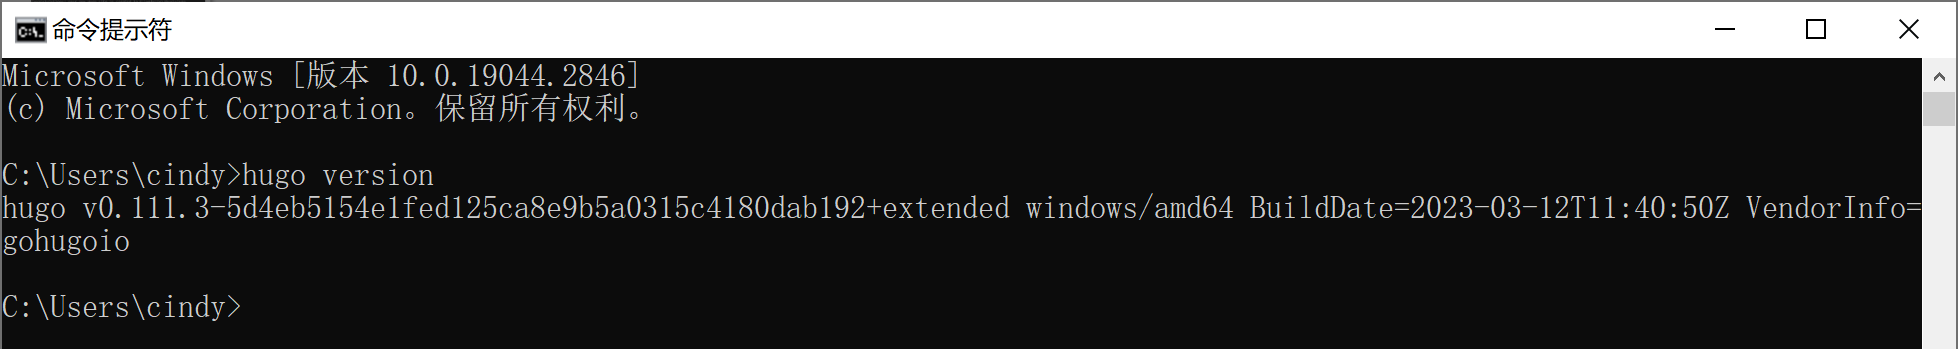 命令提示符
Microsoft Windows [版本 10.0.19044.2846]
(c) Microsoft Corporation。保留所有权利。
C:\Users\cindy>hugo version
hugo v0.111.3-5d4eb5154e1fed125ca8e9b5a0315c4180dab192+extended windows/amd64 BuildDate=2023-03-12T11:40:50Z VendorInfo=
gohugoio
C:\Users\cindy>